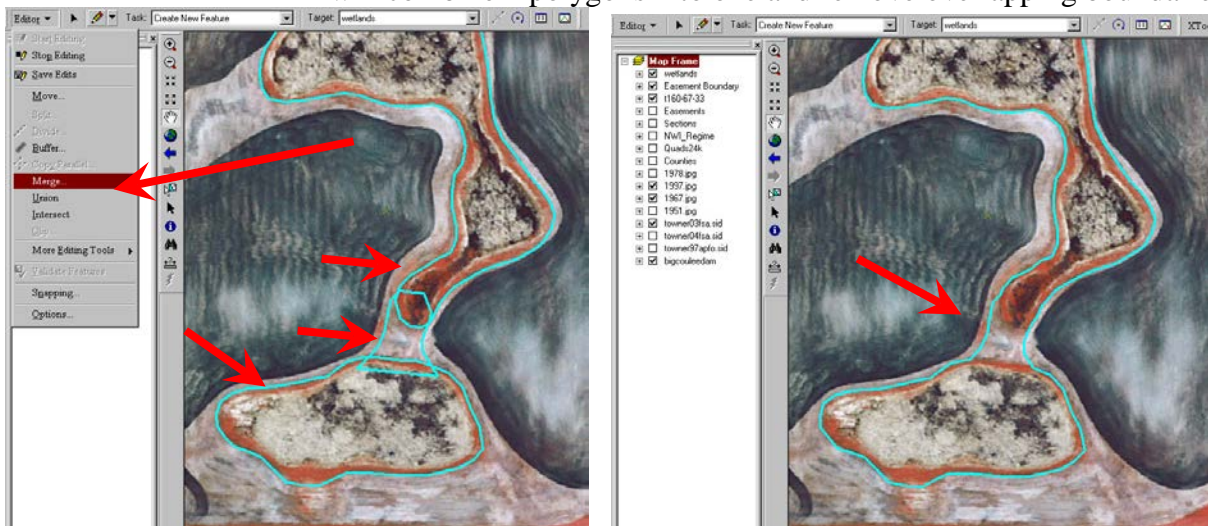 polygons into one and remove overlapping bounda
Editor ▾ Task: Create New Feature Target: wetlands
Start Editing
Stop Editing
Save Edits
Move...
Split...
Divide...
Buffer...
Copy Parallel...
Merge...
Union
Intersect
Clip...
More Editing Tools
Validate Features
Snapping...
Options...
Editor ▾ Task: Create New Feature Target: wetlands XToo
Map Frame
wetlands
Easement Boundary
t160-67-33
Easements
Sections
NWI_Regime
Quads24k
Counties
1978.jpg
1997.jpg
1967.jpg
1951.jpg
towner03fsa.sid
towner04fsa.sid
towner97apfo.sid
bigcouleedam